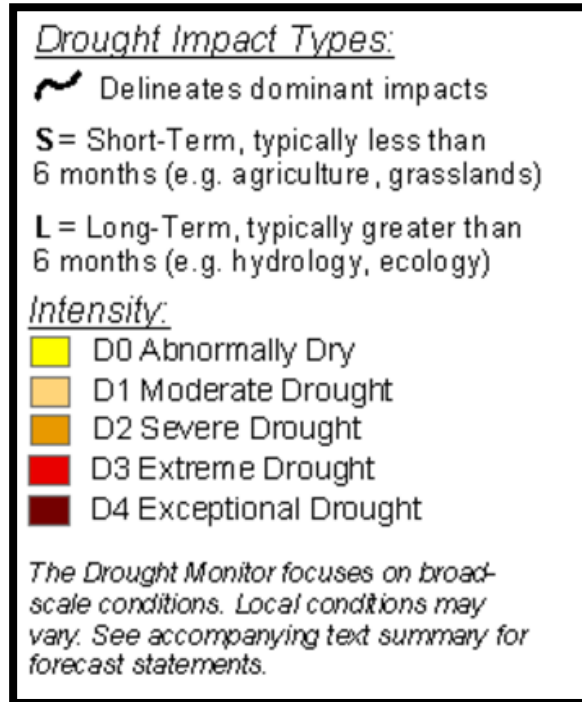 Drought Impact Types:
Delineates dominant impacts
S= Short-Term, typically less than
6 months (e.g. agriculture, grasslands)
L = Long-Term, typically greater than
6 months (e.g. hydrology, ecology)
Intensity:
D0 Abnormally Dry
D1 Moderate Drought
D2 Severe Drought
D3 Extreme Drought
D4 Exceptional Drought
The Drought Monitor focuses on broad-
scale conditions. Local conditions may
vary. See accompanying text summary for
forecast statements.